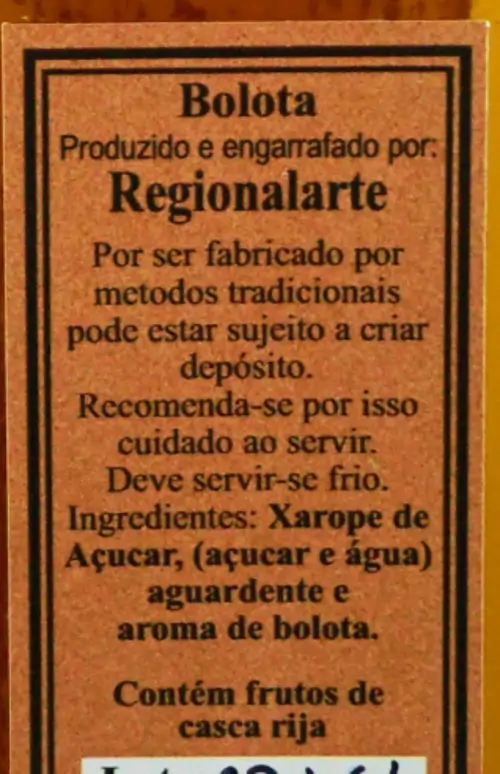 Bolota
Produzido e engarrafado por:
Regionalarte
Por ser fabricado por
metodos tradicionais
pode estar sujeito a criar
depósito.
Recomenda-se por isso
cuidado ao servir.
Deve servir-se frio.
Ingredientes: Xarope de
Açucar, (açucar e água)
aguardente e
aroma de bolota.
Contém frutos de
casca rija